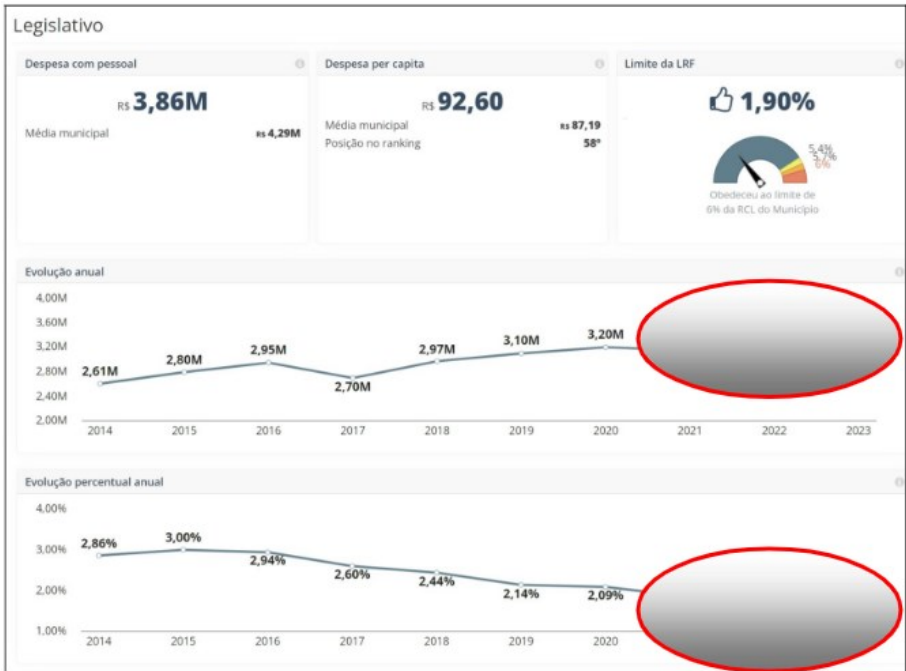 Legislativo
Despesa com pessoal
R$ 3,86M
Média municipal R$ 4,29M
Despesa per capita
R$ 92,60
Média municipal R$ 87,19
Posição no ranking 58º
Limite da LRF
1,90%
5,4%
5,7%
6%
Obedeceu ao limite de
6% da RCL do Município
Evolução anual
4,00M
3,60M
3,20M
2,80M
2,40M
2,00M
2,61M
2,80M
2,95M
2,70M
2,97M
3,10M
3,20M
2014 2015 2016 2017 2018 2019 2020 2021 2022 2023
Evolução percentual anual
4,00%
3,00%
2,00%
1,00%
2,86%
3,00%
2,94%
2,60%
2,44%
2,14%
2,09%
2014 2015 2016 2017 2018 2019 2020